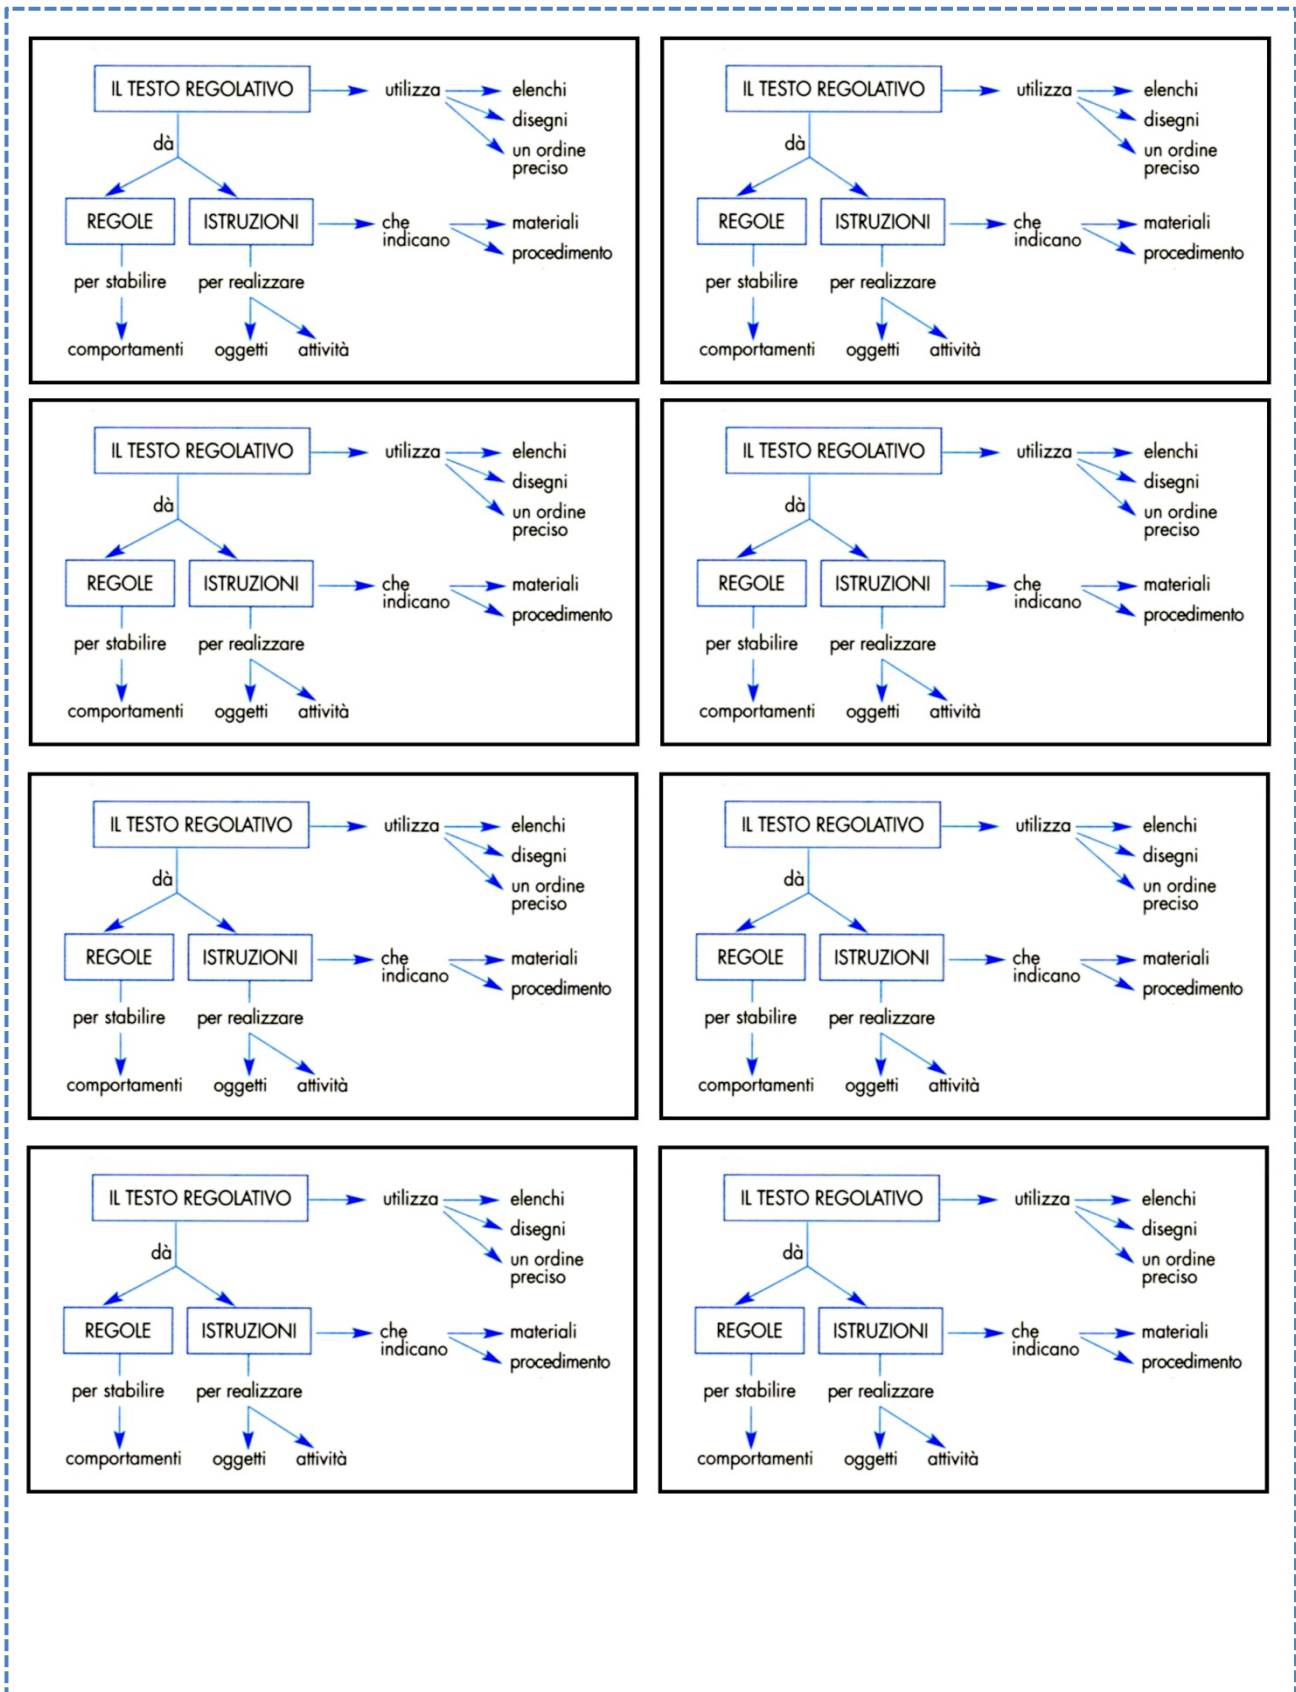 IL TESTO REGOLATIVO utilizza elenchi
disegni
dà
un ordine
preciso
REGOLE ISTRUZIONI che
indicano
materiali
procedimento
per stabilire per realizzare
comportamenti oggetti attività
IL TESTO REGOLATIVO utilizza elenchi
disegni
dà
un ordine
preciso
REGOLE ISTRUZIONI che
indicano
materiali
procedimento
per stabilire per realizzare
comportamenti oggetti attività
IL TESTO REGOLATIVO utilizza elenchi
disegni
dà
un ordine
preciso
REGOLE ISTRUZIONI che
indicano
materiali
procedimento
per stabilire per realizzare
comportamenti oggetti attività
IL TESTO REGOLATIVO utilizza elenchi
disegni
dà
un ordine
preciso
REGOLE ISTRUZIONI che
indicano
materiali
procedimento
per stabilire per realizzare
comportamenti oggetti attività
IL TESTO REGOLATIVO utilizza elenchi
disegni
dà
un ordine
preciso
REGOLE ISTRUZIONI che
indicano
materiali
procedimento
per stabilire per realizzare
comportamenti oggetti attività
IL TESTO REGOLATIVO utilizza elenchi
disegni
dà
un ordine
preciso
REGOLE ISTRUZIONI che
indicano
materiali
procedimento
per stabilire per realizzare
comportamenti oggetti attività
IL TESTO REGOLATIVO utilizza elenchi
disegni
dà
un ordine
preciso
REGOLE ISTRUZIONI che
indicano
materiali
procedimento
per stabilire per realizzare
comportamenti oggetti attività
IL TESTO REGOLATIVO utilizza elenchi
disegni
dà
un ordine
preciso
REGOLE ISTRUZIONI che
indicano
materiali
procedimento
per stabilire per realizzare
comportamenti oggetti attività